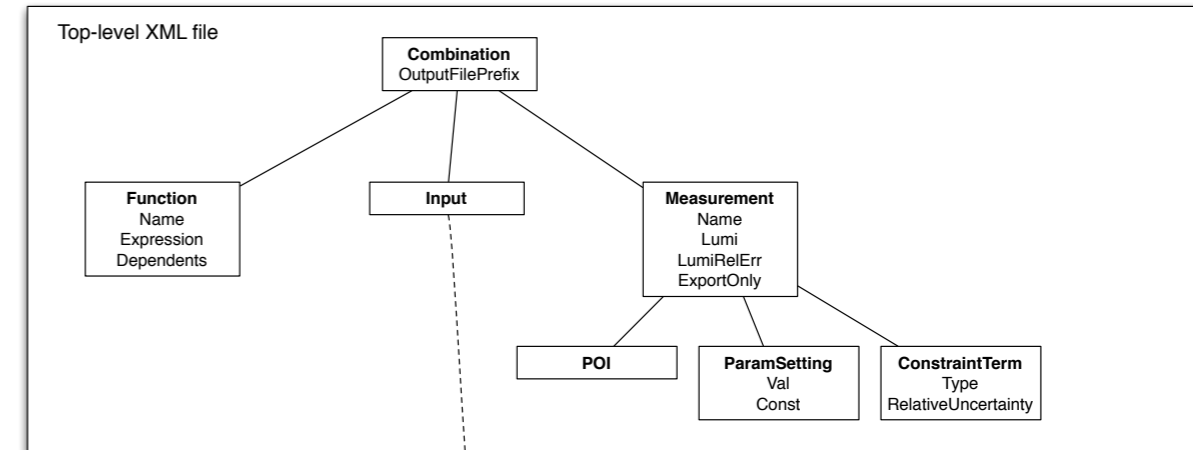 Top-level XML file
Combination
OutputFilePrefix
Function
Name
Expression
Dependents
Input
Measurement
Name
Lumi
LumiRelErr
ExportOnly
POI
ParamSetting
Val
Const
ConstraintTerm
Type
RelativeUncertainty